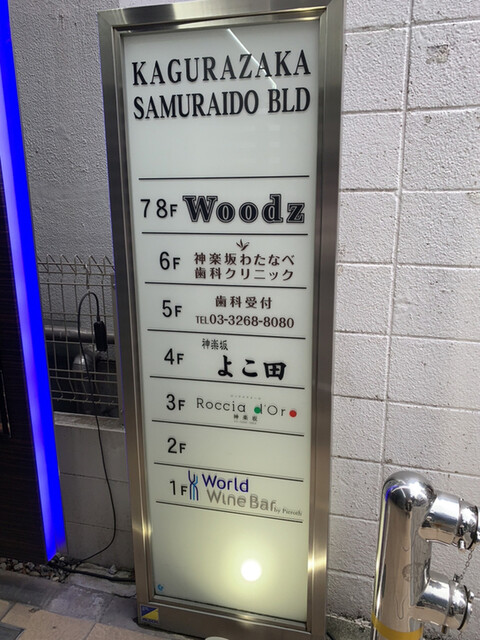 KAGURAZAKA
SAMURAIDO BLD
78F Woodz
6F 神楽坂わたなべ
歯科クリニック
5F 歯科受付
TEL 03-3268-8080
4F 神楽坂
よこ田
3F Roccia d'Oro
神楽坂
2F
1F World
Wine Bar